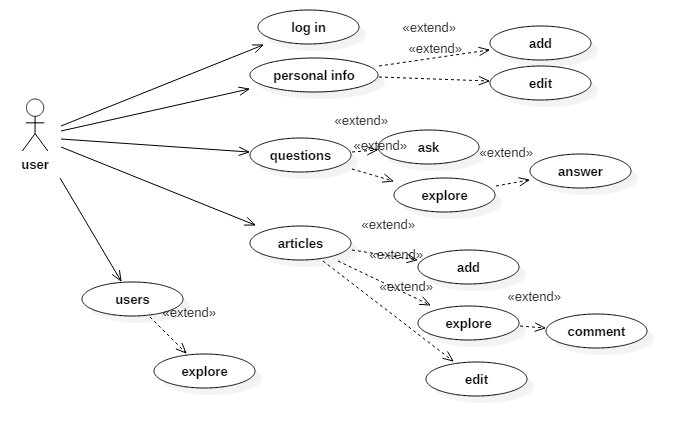 log in
«extend»
add
«extend»
personal info
edit
«extend»
questions
«extend»
ask
«extend»
answer
user
explore
«extend»
articles
«extend»
add
«extend»
users
«extend»
explore
«extend»
comment
explore
edit